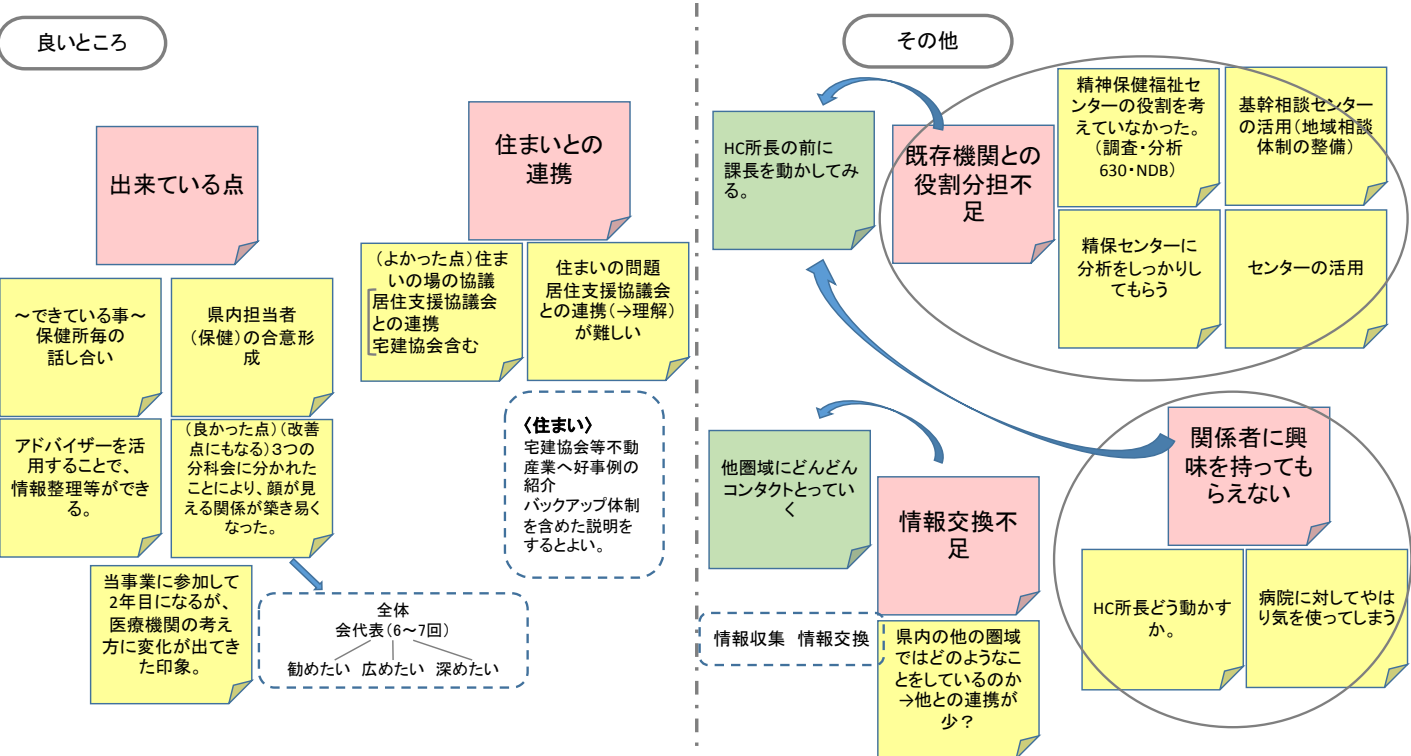 良いところ
出来ている点
～できている事～
保健所毎の
話し合い
県内担当者
（保健）の合意形
成
アドバイザーを活
用することで、
情報整理等ができ
る。
（良かった点）（改善
点にもなる）3つの
分科会に分かれた
ことにより、顔が見
える関係が築き易く
なった。
当事業に参加して
2年目になるが、
医療機関の考え
方に変化が出てき
た印象。
全体
会代表（6～7回）
勧めたい 広めたい 深めたい
住まいとの
連携
（よかった点）住ま
いの場の協議
居住支援協議会
との連携
宅建協会含む
住まいの問題
居住支援協議会
との連携（→理解）
が難しい
〈住まい〉
宅建協会等不動
産業へ好事例の
紹介
バックアップ体制
を含めた説明を
するとよい。
その他
HC所長の前に
課長を動かしてみ
る。
既存機関との
役割分担不
足
精神保健福祉セ
ンターの役割を考
えていなかった。
（調査・分析
630・NDB）
基幹相談センター
の活用（地域相談
体制の整備）
精保センターに
分析をしっかりし
てもらう
センターの活用
他圏域にどんどん
コンタクトとってい
く
情報交換不
足
情報収集 情報交換
県内の他の圏域
ではどのようなこ
とをしているのか
→他との連携が
少？
関係者に興
味を持っても
らえない
HC所長どう動かす
か。
病院に対してやは
り気を使ってしまう